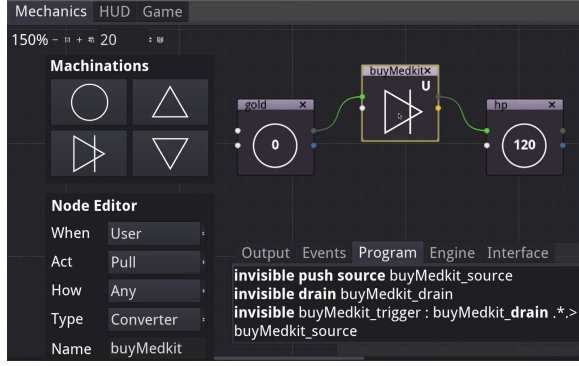 Mechanics HUD Game
150% - + 20
Machinations
buyMedkit×
U
gold ×
hp ×
0
120
Node Editor
When User
Act Pull
How Any
Type Converter
Name buyMedkit
Output Events Program Engine Interface
invisible push source buyMedkit_source
invisible drain buyMedkit_drain
invisible buyMedkit_trigger : buyMedkit_drain .*.>
buyMedkit_source